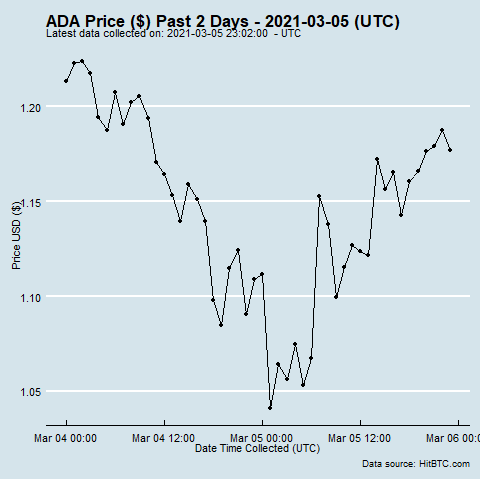 ADA Price ($) Past 2 Days - 2021-03-05 (UTC)
Latest data collected on: 2021-03-05 23:02:00  - UTC
Price USD ($)
1.20
1.15
1.10
1.05
Mar 04 00:00 Mar 04 12:00 Mar 05 00:00 Mar 05 12:00 Mar 06 00:0
Date Time Collected (UTC)
Data source: HitBTC.com